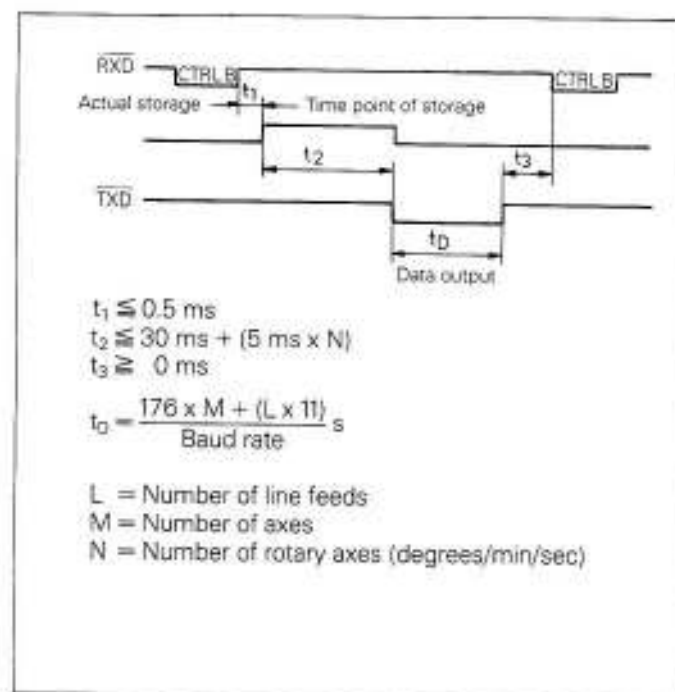 RXD CTRL B CTRL B
t1
Actual storage Time point of storage
t2 t3
TXD
tD
Data output
t₁ ≦ 0.5 ms
t₂ ≦ 30 ms + (5 ms x N)
t₃ ≧ 0 ms
t_D = 176 x M + (L x 11) / Baud rate s
L = Number of line feeds
M = Number of axes
N = Number of rotary axes (degrees/min/sec)